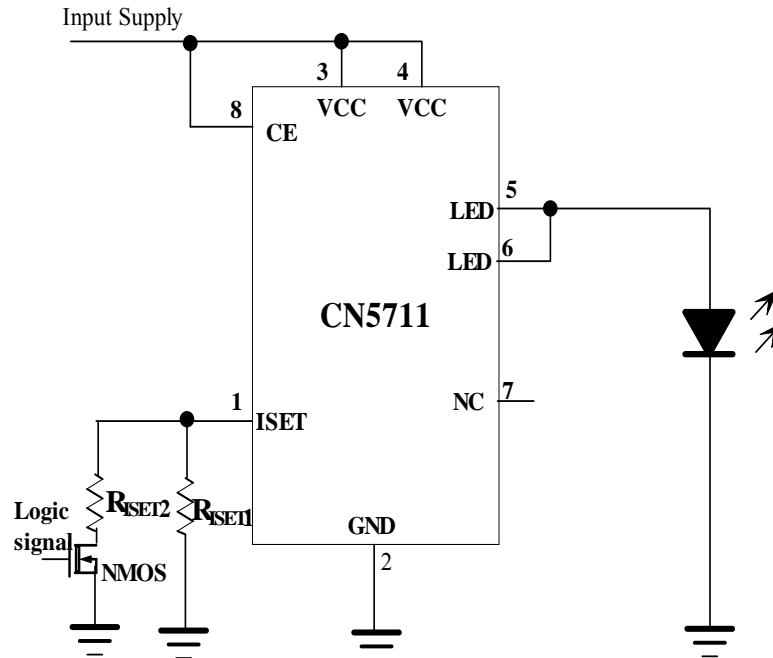 Input Supply
3
4
8
VCC
VCC
CE
5
LED
6
LED
CN5711
1
ISET
7
NC
RISET2
RISET1
Logic
signal
NMOS
GND
2